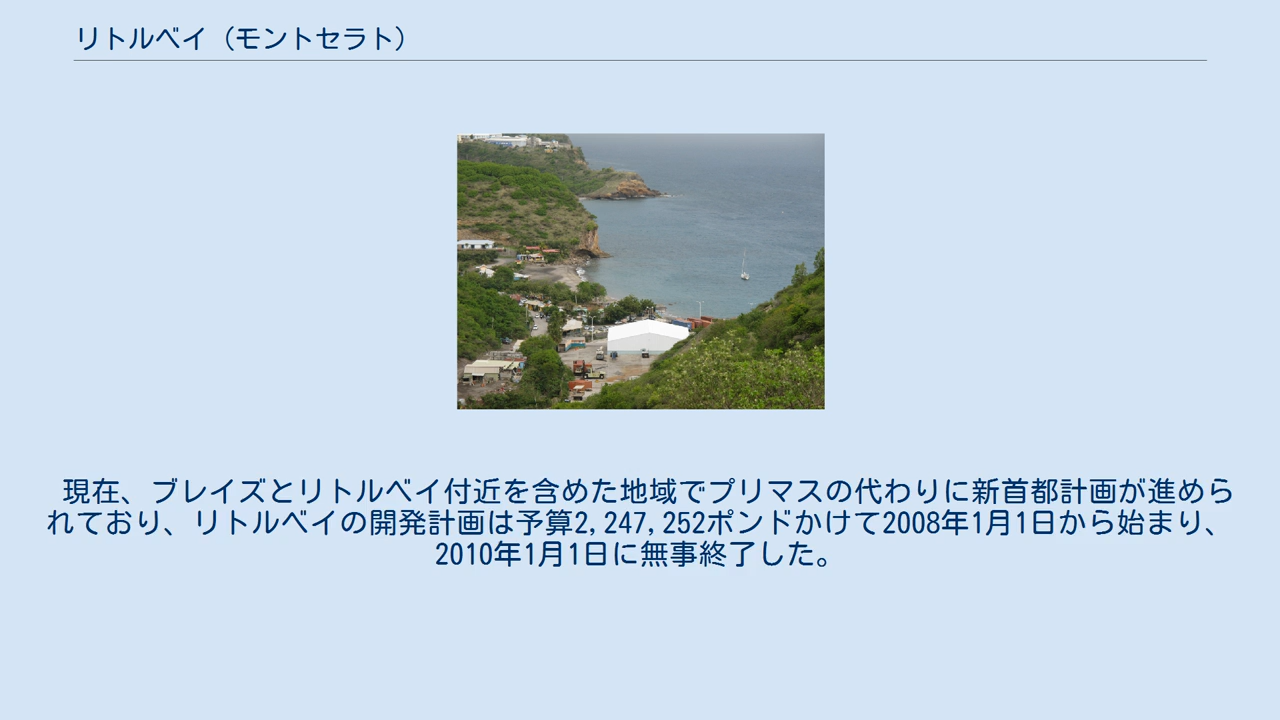 リトルベイ（モントセラト）
現在、ブレイズとリトルベイ付近を含めた地域でプリマスの代わりに新首都計画が進めら
れており、リトルベイの開発計画は予算2,247,252ポンドかけて2008年1月1日から始まり、
2010年1月1日に無事終了した。